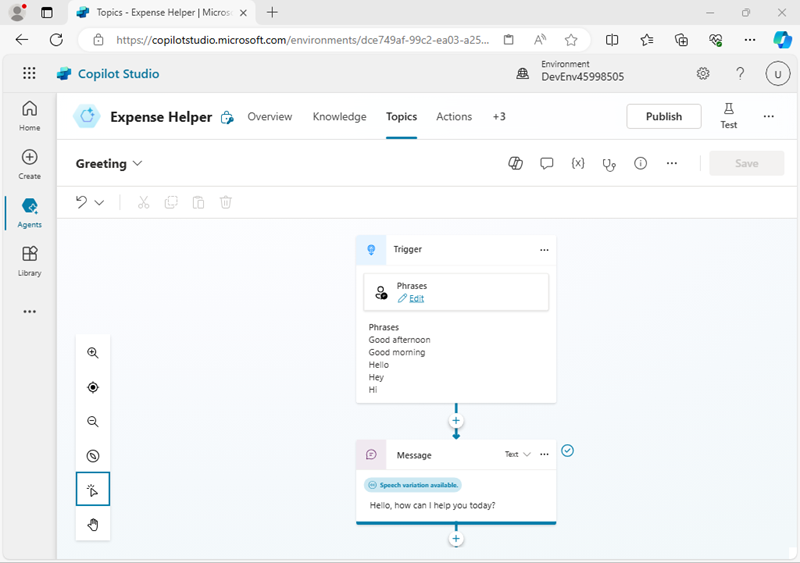 Topics - Expense Helper | Micros
https://copilotstudio.microsoft.com/environments/dce749af-99c2-ea03-a25...
Copilot Studio
Environment
DevEnv45998505
U
Home
Create
Agents
Library
Expense Helper
Overview
Knowledge
Topics
Actions
+3
Publish
Test
Greeting
{x}
Save
Trigger
Phrases
Edit
Phrases
Good afternoon
Good morning
Hello
Hey
Hi
Message
Text
Speech variation available.
Hello, how can I help you today?